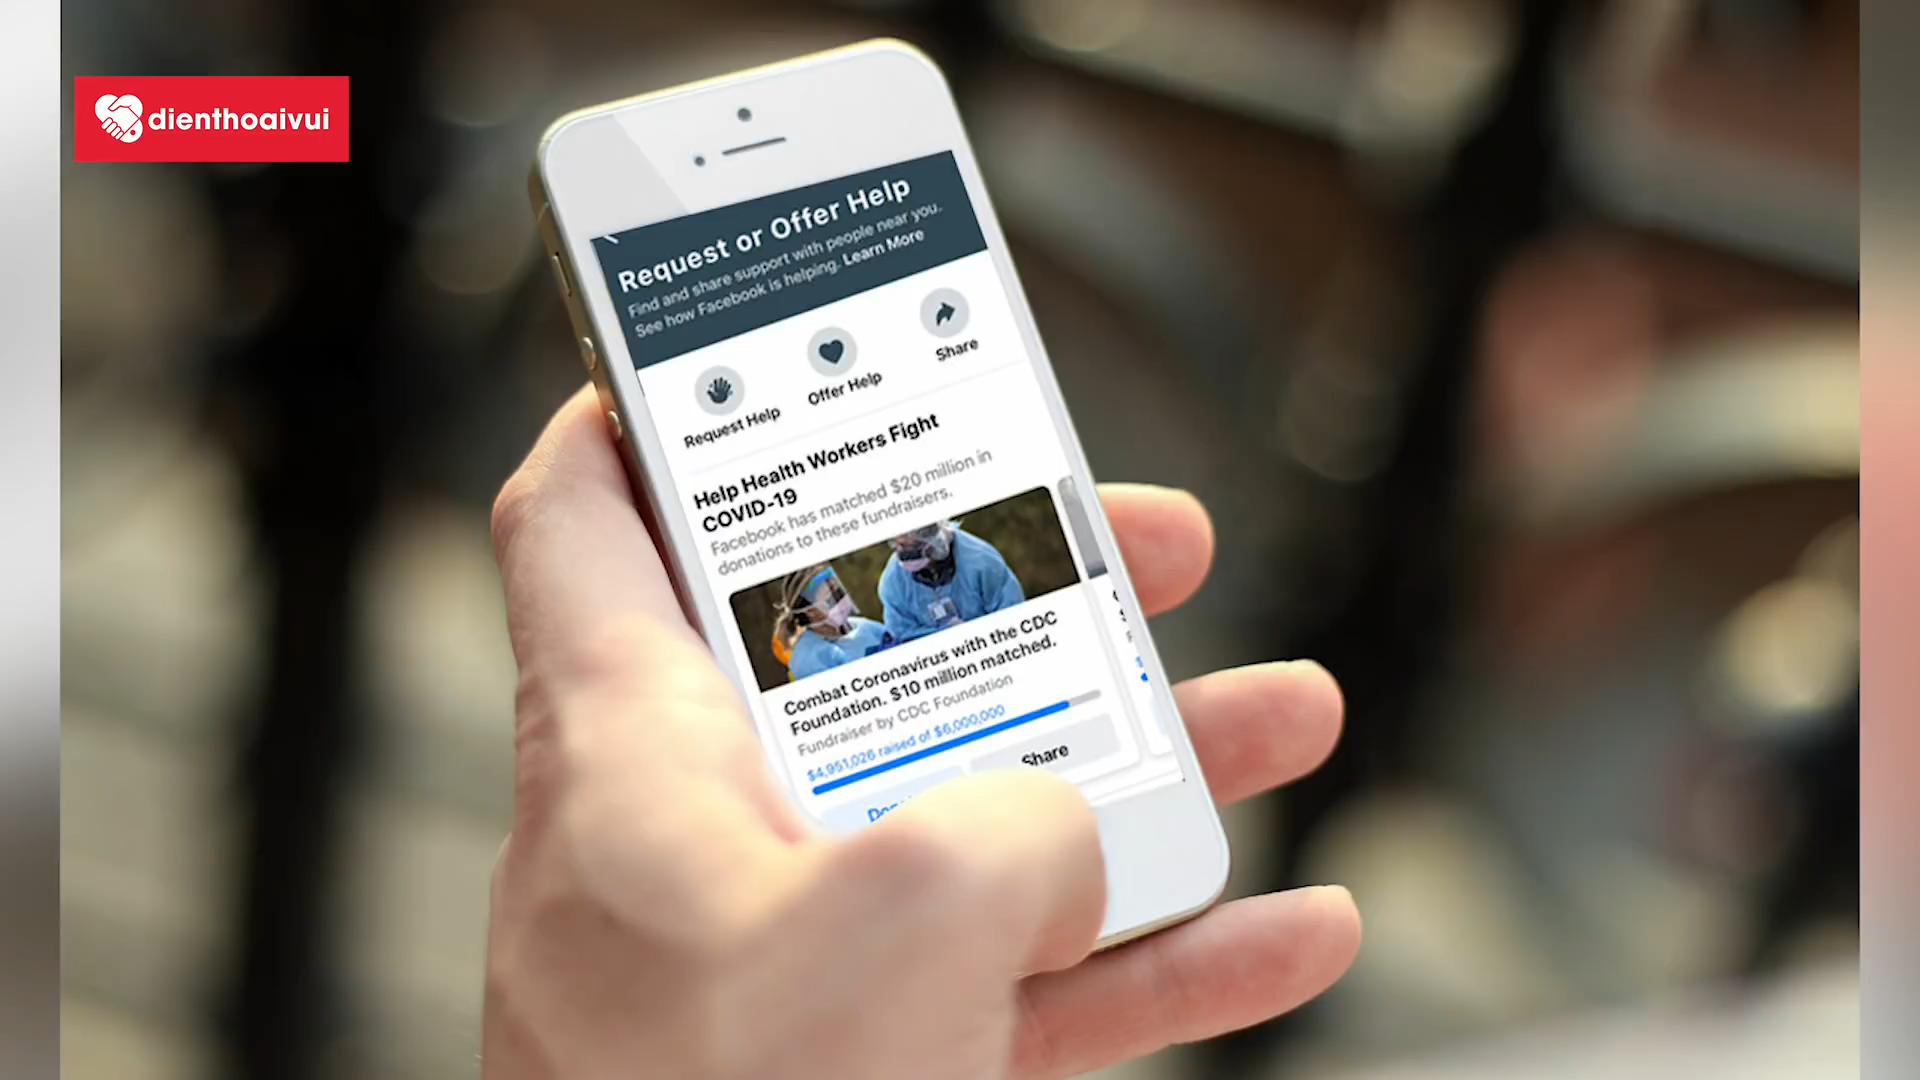 dienthoaivui
Request or Offer Help
Find and share support with people near you.
See how Facebook is helping. Learn More
Request Help
Offer Help
Share
Help Health Workers Fight
COVID-19
Facebook has matched $20 million in
donations to these fundraisers.
Combat Coronavirus with the CDC
Foundation. $10 million matched.
Fundraiser by CDC Foundation
$4,951,026 raised of $6,000,000
Share